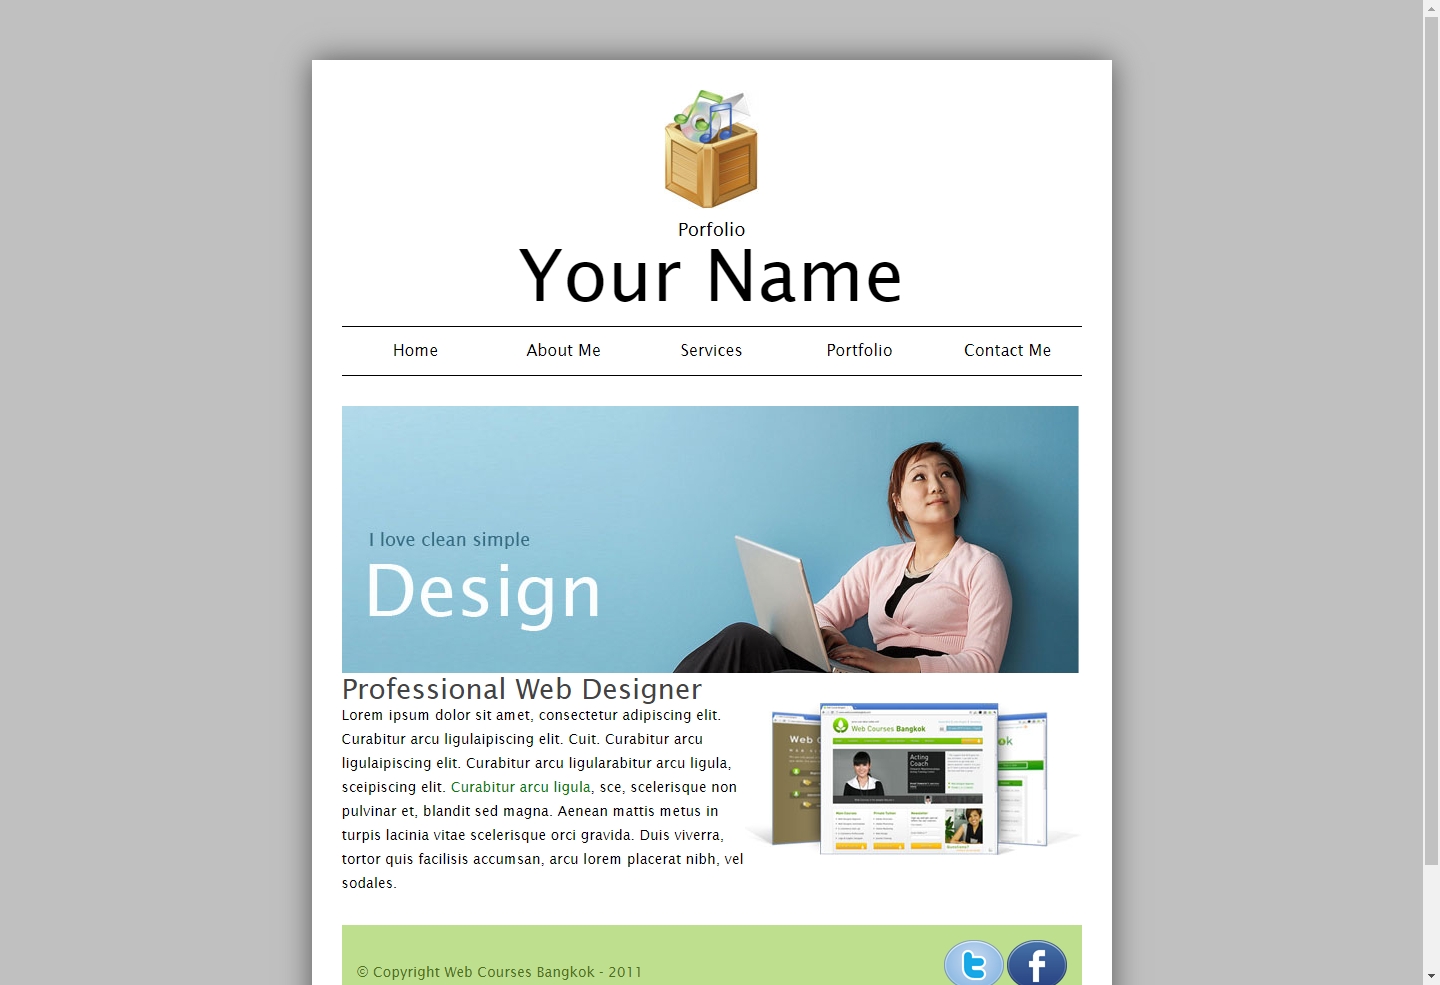 Porfolio
Your Name
Home
About Me
Services
Portfolio
Contact Me
I love clean simple
Design
Professional Web Designer
Lorem ipsum dolor sit amet, consectetur adipiscing elit.
Curabitur arcu ligulaipiscing elit. Cuit. Curabitur arcu
ligulaipiscing elit. Curabitur arcu ligularabitur arcu ligula,
sceipiscing elit. Curabitur arcu ligula, sce, scelerisque non
pulvinar et, blandit sed magna. Aenean mattis metus in
turpis lacinia vitae scelerisque orci gravida. Duis viverra,
tortor quis facilisis accumsan, arcu lorem placerat nibh, vel
sodales.
Web Courses Bangkok
Acting
Coach
© Copyright Web Courses Bangkok - 2011